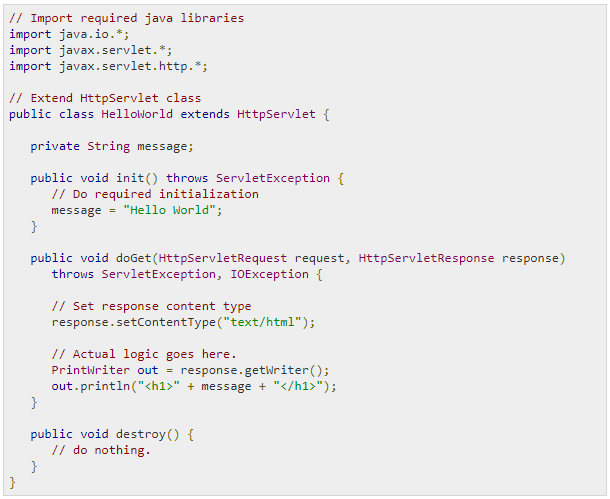 // Import required java libraries
import java.io.*;
import javax.servlet.*;
import javax.servlet.http.*;

// Extend HttpServlet class
public class HelloWorld extends HttpServlet {

   private String message;

   public void init() throws ServletException {
      // Do required initialization
      message = "Hello World";
   }

   public void doGet(HttpServletRequest request, HttpServletResponse response)
      throws ServletException, IOException {

      // Set response content type
      response.setContentType("text/html");

      // Actual logic goes here.
      PrintWriter out = response.getWriter();
      out.println("<h1>" + message + "</h1>");
   }

   public void destroy() {
      // do nothing.
   }
}